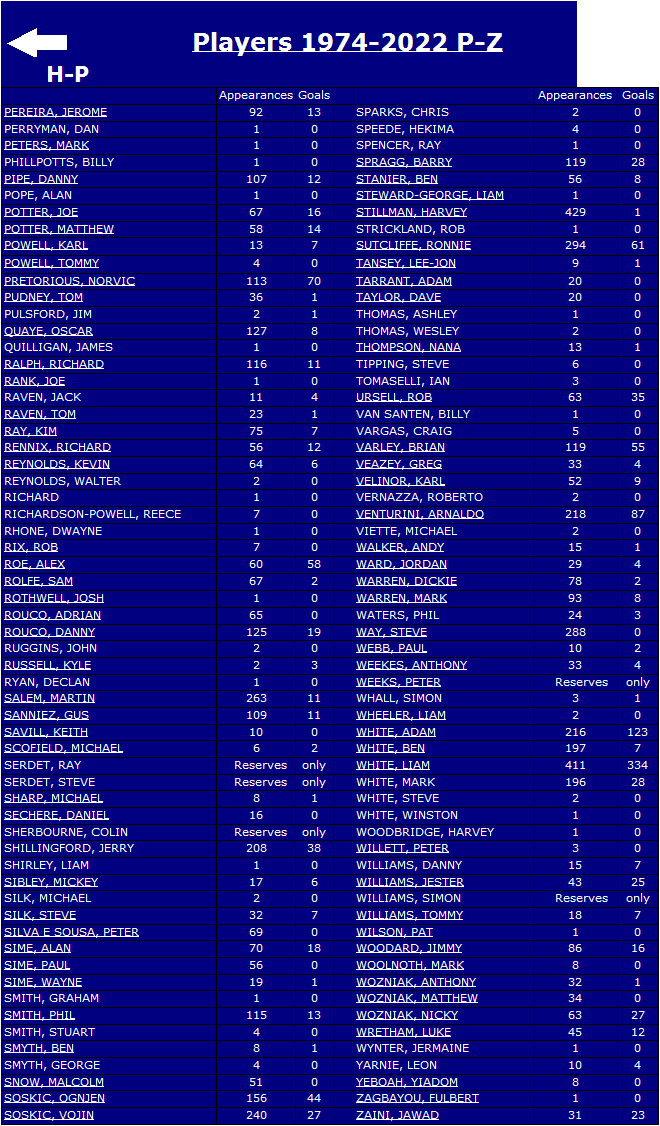 Players 1974-2022 P-Z
H-P
Appearances Goals Appearances Goals
PEREIRA, JEROME 92 13 SPARKS, CHRIS 2 0
PERRYMAN, DAN 1 0 SPEEDE, HEKIMA 4 0
PETERS, MARK 1 0 SPENCER, RAY 1 0
PHILLPOTTS, BILLY 1 0 SPRAGG, BARRY 119 28
PIPE, DANNY 107 12 STANIER, BEN 56 8
POPE, ALAN 1 0 STEWARD-GEORGE, LIAM 1 0
POTTER, JOE 67 16 STILLMAN, HARVEY 429 1
POTTER, MATTHEW 58 14 STRICKLAND, ROB 1 0
POWELL, KARL 13 7 SUTCLIFFE, RONNIE 294 61
POWELL, TOMMY 4 0 TANSEY, LEE-JON 9 1
PRETORIOUS, NORVIC 113 70 TARRANT, ADAM 20 0
PUDNEY, TOM 36 1 TAYLOR, DAVE 20 0
PULSFORD, JIM 2 1 THOMAS, ASHLEY 1 0
QUAYE, OSCAR 127 8 THOMAS, WESLEY 2 0
QUILLIGAN, JAMES 1 0 THOMPSON, NANA 13 1
RALPH, RICHARD 116 11 TIPPING, STEVE 6 0
RANK, JOE 1 0 TOMASELLI, IAN 3 0
RAVEN, JACK 11 4 URSELL, ROB 63 35
RAVEN, TOM 23 1 VAN SANTEN, BILLY 1 0
RAY, KIM 75 7 VARGAS, CRAIG 5 0
RENNIX, RICHARD 56 12 VARLEY, BRIAN 119 55
REYNOLDS, KEVIN 64 6 VEAZEY, GREG 33 4
REYNOLDS, WALTER 2 0 VELINOR, KARL 52 9
RICHARD 1 0 VERNAZZA, ROBERTO 2 0
RICHARDSON-POWELL, REECE 7 0 VENTURINI, ARNALDO 218 87
RHONE, DWAYNE 1 0 VIETTE, MICHAEL 2 0
RIX, ROB 7 0 WALKER, ANDY 15 1
ROE, ALEX 60 58 WARD, JORDAN 29 4
ROLFE, SAM 67 2 WARREN, DICKIE 78 2
ROTHWELL, JOSH 1 0 WARREN, MARK 93 8
ROUCO, ADRIAN 65 0 WATERS, PHIL 24 3
ROUCO, DANNY 125 19 WAY, STEVE 288 0
RUGGINS, JOHN 2 0 WEBB, PAUL 10 2
RUSSELL, KYLE 2 3 WEEKES, ANTHONY 33 4
RYAN, DECLAN 1 0 WEEKS, PETER Reserves only
SALEM, MARTIN 263 11 WHALL, SIMON 3 1
SANNIEZ, GUS 109 11 WHEELER, LIAM 2 0
SAVILL, KEITH 10 0 WHITE, ADAM 216 123
SCOFIELD, MICHAEL 6 2 WHITE, BEN 197 7
SERDET, RAY Reserves only WHITE, LIAM 411 334
SERDET, STEVE Reserves only WHITE, MARK 196 28
SHARP, MICHAEL 8 1 WHITE, STEVE 2 0
SECHERE, DANIEL 16 0 WHITE, WINSTON 1 0
SHERBOURNE, COLIN Reserves only WOODBRIDGE, HARVEY 1 0
SHILLINGFORD, JERRY 208 38 WILLETT, PETER 3 0
SHIRLEY, LIAM 1 0 WILLIAMS, DANNY 15 7
SIBLEY, MICKEY 17 6 WILLIAMS, JESTER 43 25
SILK, MICHAEL 2 0 WILLIAMS, SIMON Reserves only
SILK, STEVE 32 7 WILLIAMS, TOMMY 18 7
SILVA E SOUSA, PETER 69 0 WILSON, PAT 1 0
SIME, ALAN 70 18 WOODARD, JIMMY 86 16
SIME, PAUL 56 0 WOOLNOTH, MARK 8 0
SIME, WAYNE 19 1 WOZNIAK, ANTHONY 32 1
SMITH, GRAHAM 1 0 WOZNIAK, MATTHEW 34 0
SMITH, PHIL 115 13 WOZNIAK, NICKY 63 27
SMITH, STUART 4 0 WRETHAM, LUKE 45 12
SMYTH, BEN 8 1 WYNTER, JERMAINE 1 0
SMYTH, GEORGE 4 0 YARNIE, LEON 10 4
SNOW, MALCOLM 51 0 YEBOAH, YIADOM 8 0
SOSKIC, OGNJEN 156 44 ZAGBAYOU, FULBERT 1 0
SOSKIC, VOJIN 240 27 ZAINI, JAWAD 31 23